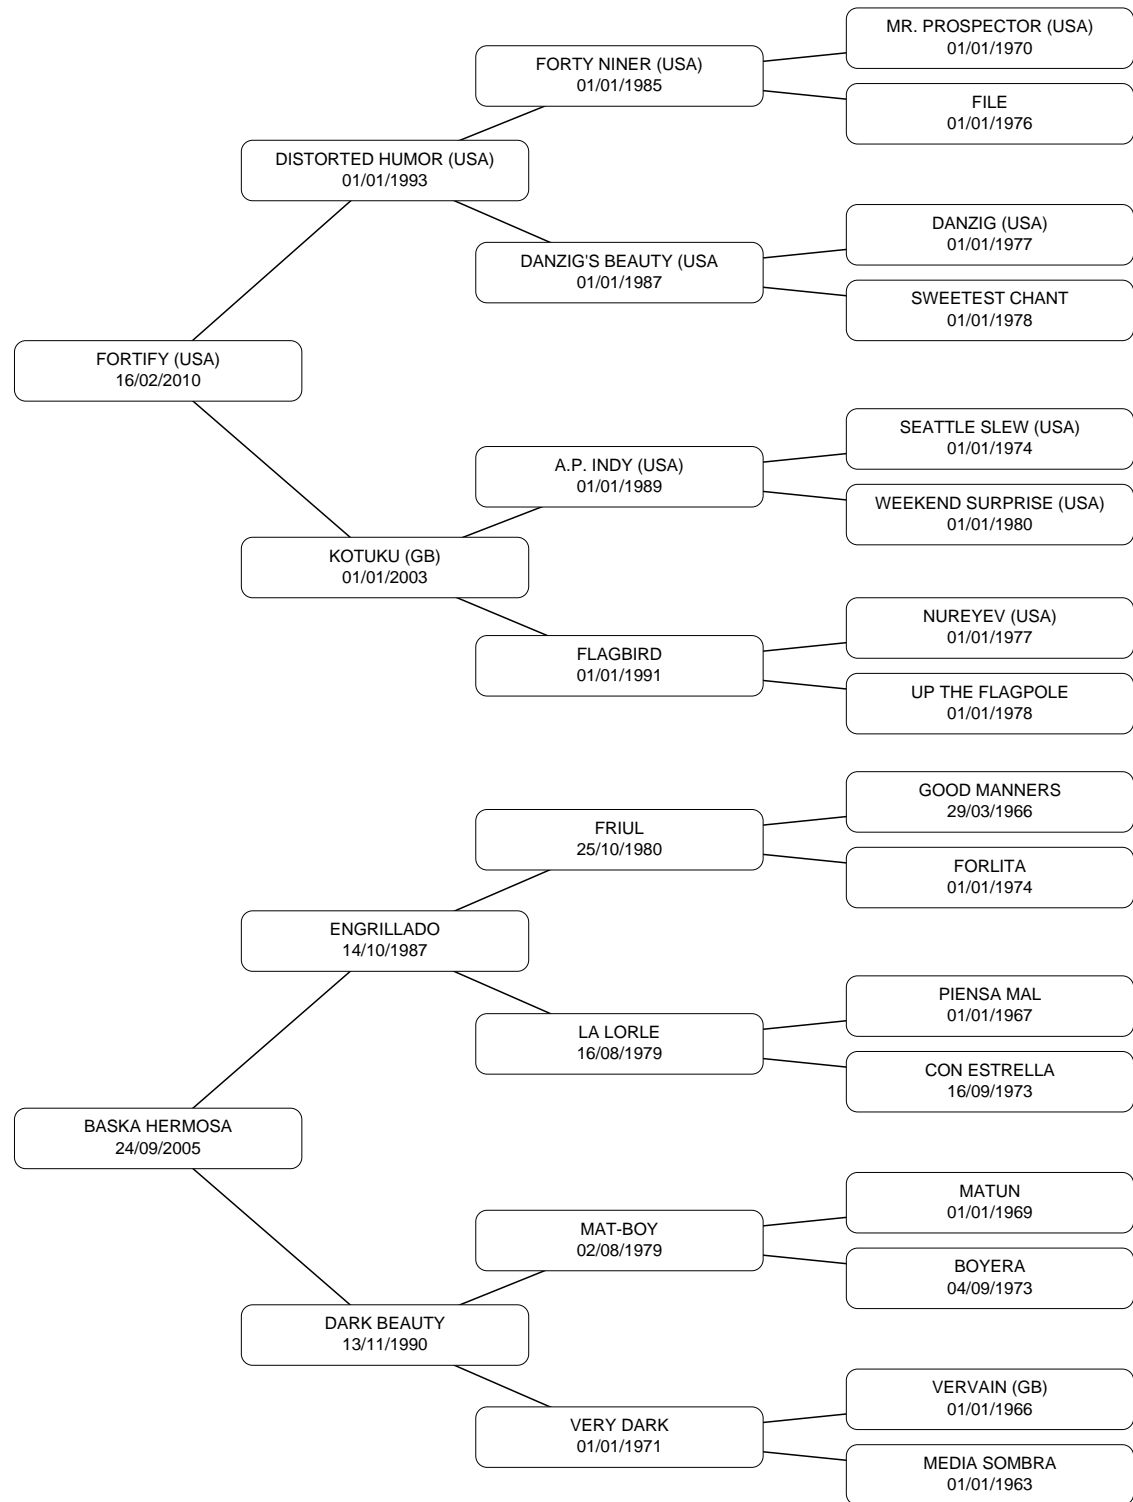 MR. PROSPECTOR (USA)
01/01/1970
FORTY NINER (USA)
01/01/1985
FILE
01/01/1976
DISTORTED HUMOR (USA)
01/01/1993
DANZIG (USA)
01/01/1977
DANZIG'S BEAUTY (USA
01/01/1987
SWEETEST CHANT
01/01/1978
FORTIFY (USA)
16/02/2010
SEATTLE SLEW (USA)
01/01/1974
A.P. INDY (USA)
01/01/1989
WEEKEND SURPRISE (USA)
01/01/1980
KOTUKU (GB)
01/01/2003
NUREYEV (USA)
01/01/1977
FLAGBIRD
01/01/1991
UP THE FLAGPOLE
01/01/1978
GOOD MANNERS
29/03/1966
FRIUL
25/10/1980
FORLITA
01/01/1974
ENGRILLADO
14/10/1987
PIENSA MAL
01/01/1967
LA LORLE
16/08/1979
CON ESTRELLA
16/09/1973
BASKA HERMOSA
24/09/2005
MATUN
01/01/1969
MAT-BOY
02/08/1979
BOYERA
04/09/1973
DARK BEAUTY
13/11/1990
VERVAIN (GB)
01/01/1966
VERY DARK
01/01/1971
MEDIA SOMBRA
01/01/1963